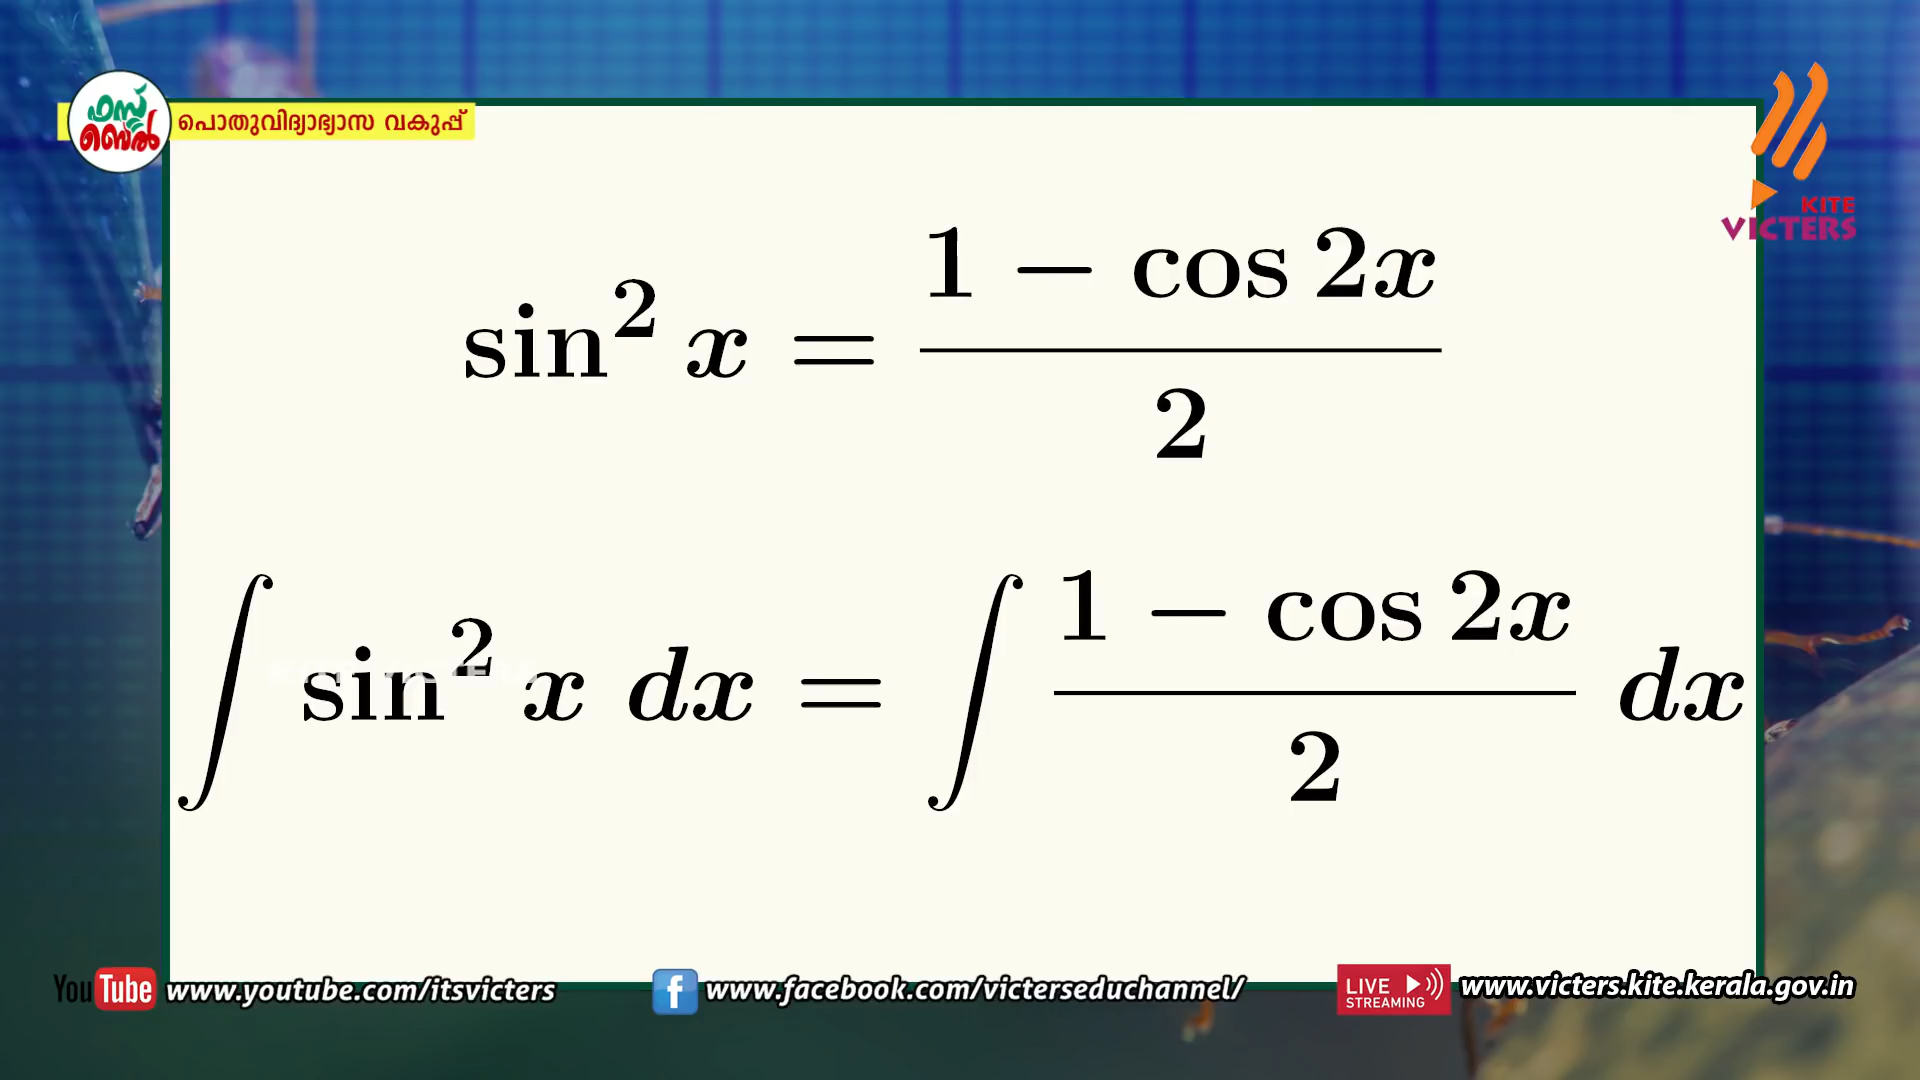 ഫസ്റ്റ്
ബെൽ
പൊതുവിദ്യാഭ്യാസ വകുപ്പ്
KITE
VICTERS
sin² x = (1 − cos 2x) / 2
∫ sin² x dx = ∫ (1 − cos 2x) / 2 dx
YouTube www.youtube.com/itsvicters
f www.facebook.com/victerseduchannel/
LIVE STREAMING www.victers.kite.kerala.gov.in